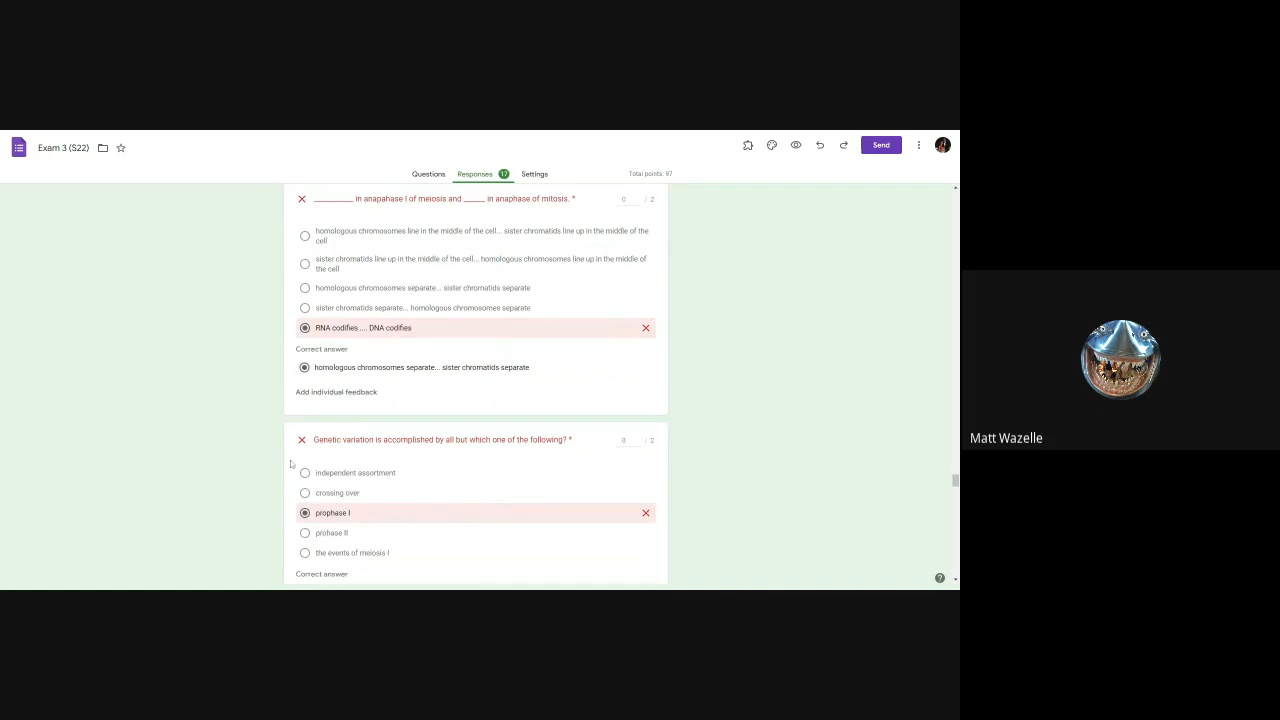 Exam 3 (S22)
Send
Questions
Responses 17
Settings
Total points: 97
__________ in anapahase I of meiosis and _____ in anaphase of mitosis. *
0 / 2
homologous chromosomes line in the middle of the cell... sister chromatids line up in the middle of the
cell
sister chromatids line up in the middle of the cell... homologous chromosomes line up in the middle of
the cell
homologous chromosomes separate... sister chromatids separate
sister chromatids separate... homologous chromosomes separate
RNA codifies .... DNA codifies
Correct answer
homologous chromosomes separate... sister chromatids separate
Add individual feedback
Genetic variation is accomplished by all but which one of the following? *
0 / 2
independent assortment
crossing over
prophase I
prohase II
the events of meiosis I
Correct answer
Matt Wazelle